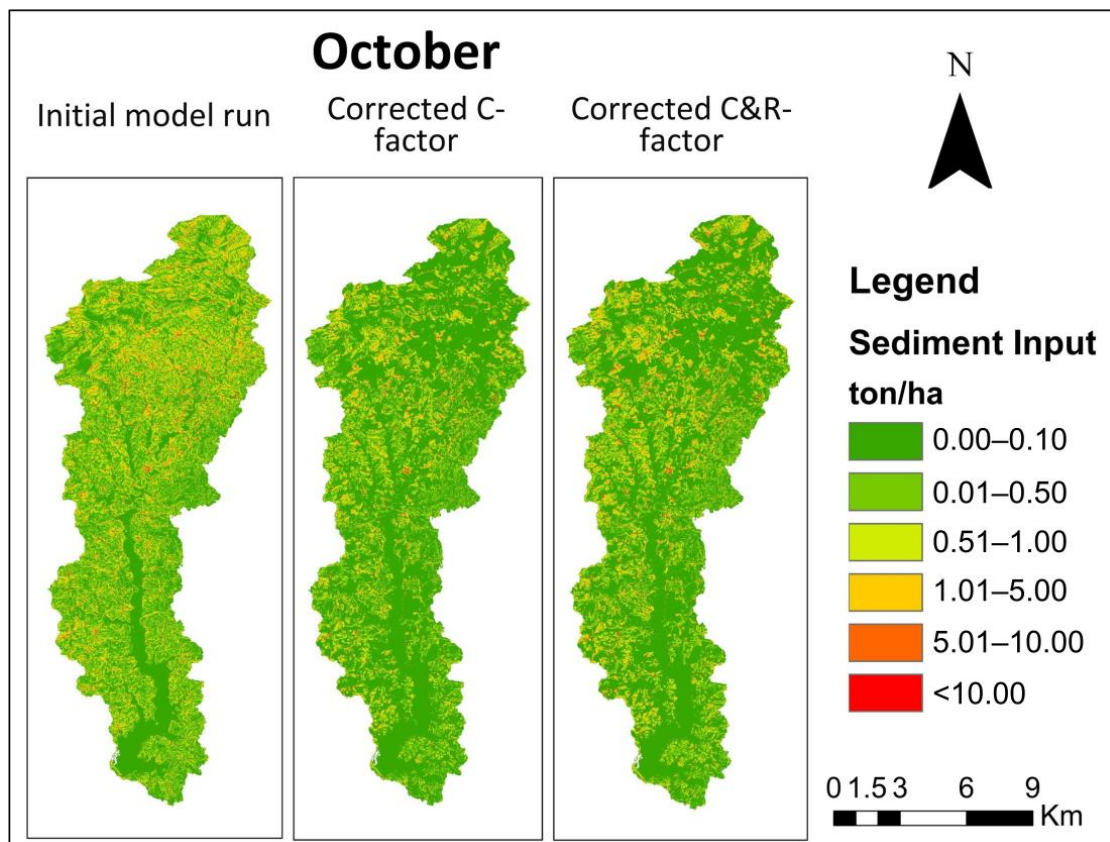 October
Initial model run
Corrected C-
factor
Corrected C&R-
factor
N
Legend
Sediment Input
ton/ha
0.00–0.10
0.01–0.50
0.51–1.00
1.01–5.00
5.01–10.00
<10.00
0 1.5 3 6 9
Km